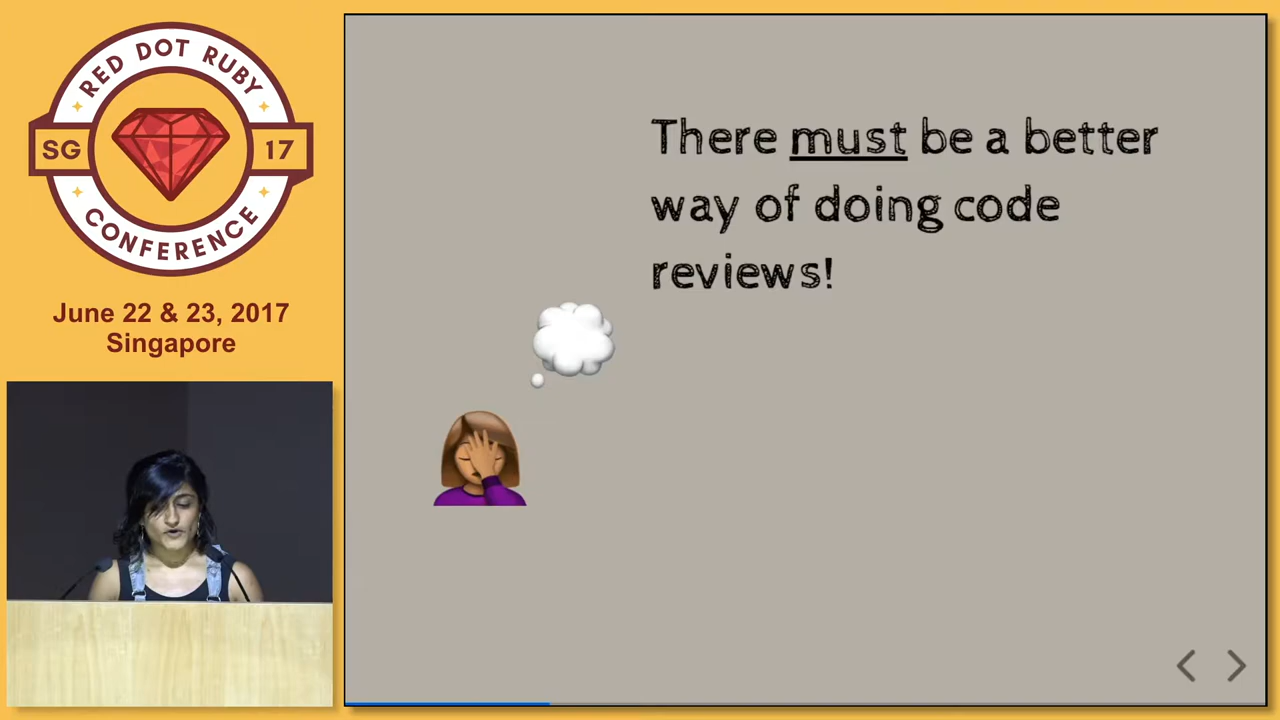 RED DOT RUBY
SG 17
CONFERENCE
June 22 & 23, 2017
Singapore
There must be a better
way of doing code
reviews!